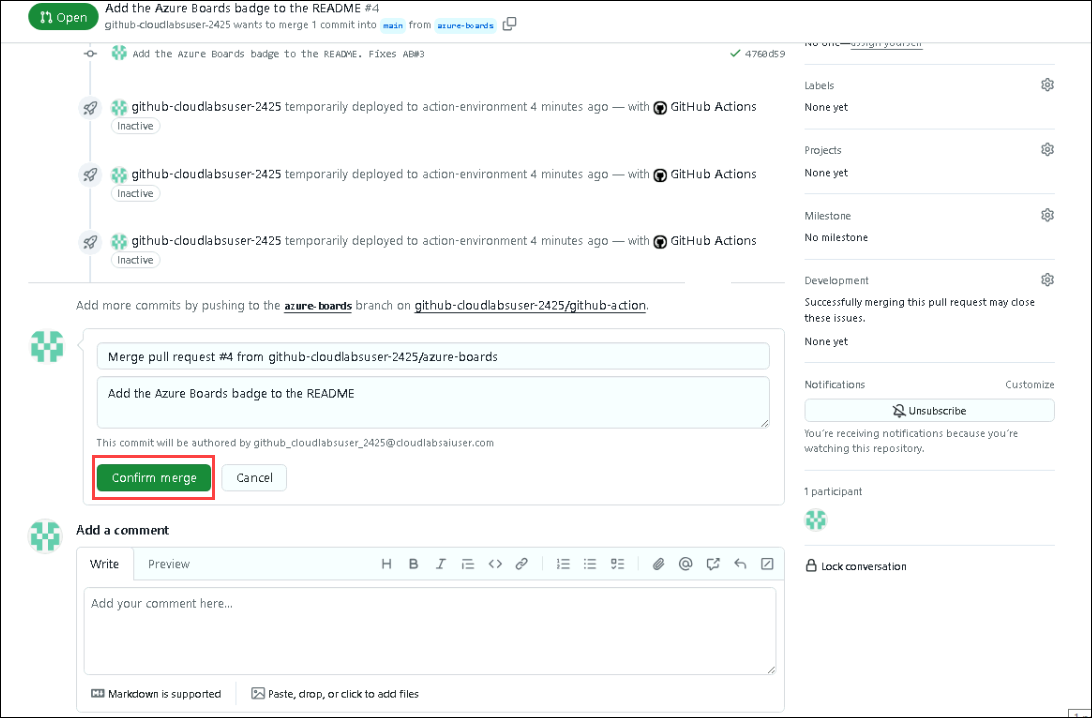 Open
Add the Azure Boards badge to the README #4
github-cloudlabsuser-2425 wants to merge 1 commit into main from azure-boards
Add the Azure Boards badge to the README. Fixes AB#3
4760d59
github-cloudlabsuser-2425 temporarily deployed to action-environment 4 minutes ago — with GitHub Actions
Inactive
github-cloudlabsuser-2425 temporarily deployed to action-environment 4 minutes ago — with GitHub Actions
Inactive
github-cloudlabsuser-2425 temporarily deployed to action-environment 4 minutes ago — with GitHub Actions
Inactive
Add more commits by pushing to the azure-boards branch on github-cloudlabsuser-2425/github-action.
Merge pull request #4 from github-cloudlabsuser-2425/azure-boards
Add the Azure Boards badge to the README
This commit will be authored by github_cloudlabsuser_2425@cloudlabsaiuser.com
Confirm merge
Cancel
Add a comment
Write
Preview
Add your comment here...
Markdown is supported
Paste, drop, or click to add files
No one—assign yourself
Labels
None yet
Projects
None yet
Milestone
No milestone
Development
Successfully merging this pull request may close
these issues.
None yet
Notifications
Customize
Unsubscribe
You're receiving notifications because you're
watching this repository.
1 participant
Lock conversation